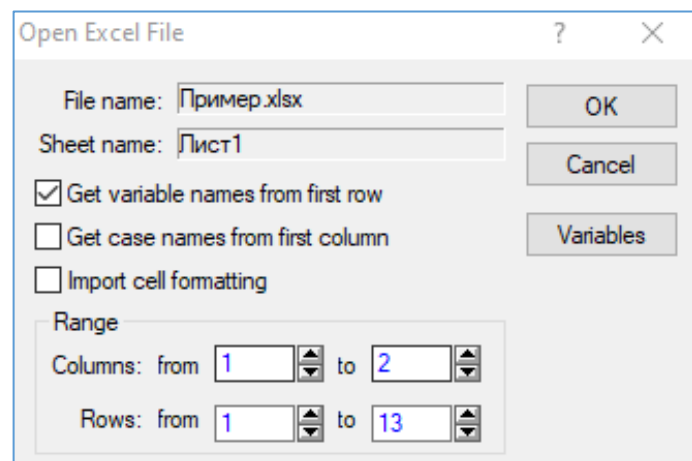 Open Excel File ?
File name: Пример.xlsx OK
Sheet name: Лист1 Cancel
Get variable names from first row
Get case names from first column Variables
Import cell formatting
Range
Columns: from 1 to 2
Rows: from 1 to 13